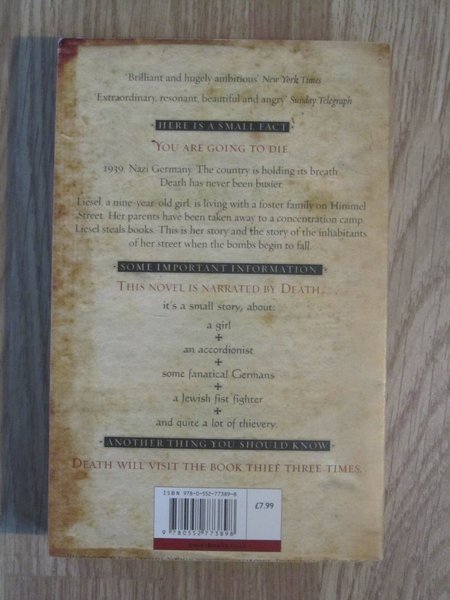 'Brilliant and hugely ambitious' New York Times
'Extraordinary, resonant, beautiful and angry' Sunday Telegraph
HERE IS A SMALL FACT
YOU ARE GOING TO DIE.
1939. Nazi Germany. The country is holding its breath.
Death has never been busier.
Liesel, a nine-year-old girl, is living with a foster family on Himmel
Street. Her parents have been taken away to a concentration camp.
Liesel steals books. This is her story and the story of the inhabitants
of her street when the bombs begin to fall.
SOME IMPORTANT INFORMATION
THIS NOVEL IS NARRATED BY DEATH.
it's a small story, about:
a girl
an accordionist
some fanatical Germans
a Jewish fist fighter
and quite a lot of thievery.
ANOTHER THING YOU SHOULD KNOW
DEATH WILL VISIT THE BOOK THIEF THREE TIMES.
ISBN 978-0-552-77389-8
£7.99
9 780552 773898